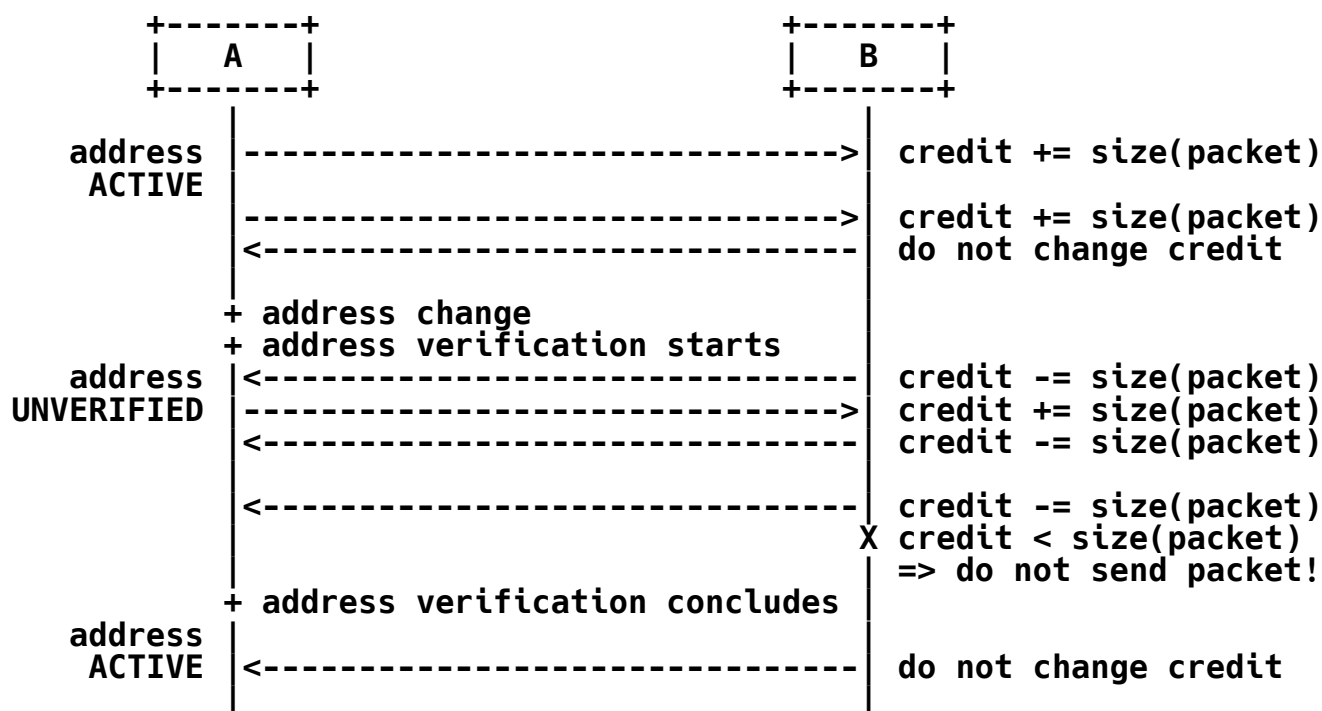 +-------+                        +-------+
|   A   |                        |   B   |
+-------+                        +-------+
|                                |
address |------------------------------->| credit += size(packet)
ACTIVE |                                |
|------------------------------->| credit += size(packet)
|<-------------------------------| do not change credit
|                                |
+ address change                 |
+ address verification starts    |
address |<-------------------------------| credit -= size(packet)
UNVERIFIED |------------------------------->| credit += size(packet)
|<-------------------------------| credit -= size(packet)
|                                |
|<-------------------------------| credit -= size(packet)
|                                X credit < size(packet)
|                                | => do not send packet!
+ address verification concludes |
address |                                |
ACTIVE |<-------------------------------| do not change credit
|                                |